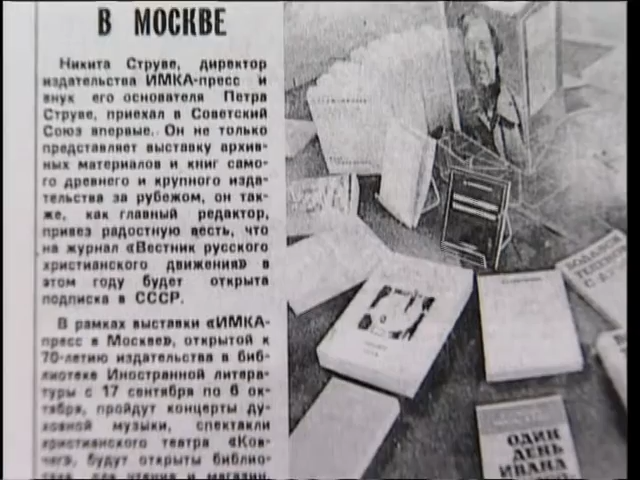 В МОСКВЕ
Никита Струве, директор
издательства ИМКА-пресс и
внук его основателя Петра
Струве, приехал в Советский
Союз впервые. Он не только
представляет выставку архив-
ных материалов и книг само-
го древнего и крупного изда-
тельства за рубежом, он так-
же, как главный редактор,
привез радостную весть, что
на журнал «Вестник русского
христианского движения» в
этом году будет открыта
подписка в СССР.
В рамках выставки «ИМКА-
пресс в Москве», открытой к
70-летию издательства в биб-
лиотеке Иностранной литера-
туры с 17 сентября по 6 ок-
тября, пройдут концерты ду-
ховной музыки, спектакли
христианского театра «Ков-
чег», будут открыты библио-
для чтения и магазин
ОДИН
ДЕНЬ
ИВАНА